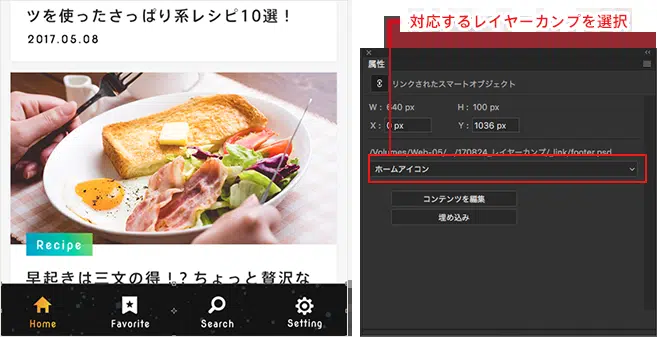 ツを使ったさっぱり系レシピ10選！
2017.05.08
Recipe
早起きは三文の得！？ちょっと贅沢な
Home
Favorite
Search
Setting
対応するレイヤーカンプを選択
属性
リンクされたスマートオブジェクト
W： 640 px H： 100 px
X： 0 px Y： 1036 px
/Volumes/Web-05/.../170824_レイヤーカンプ/_link/footer.psd
ホームアイコン
コンテンツを編集
埋め込み